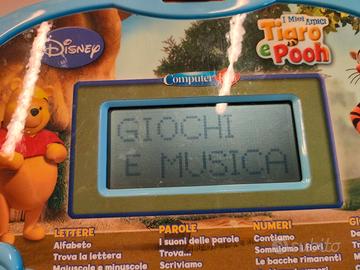 Disney
I Miei Amici
Tigro
e Pooh
Computer
GIOCHI
E MUSICA
LETTERE
Alfabeto
Trova la lettera
Maiuscole e minuscole
PAROLE
I suoni delle parole
Trova...
Scriviamo
NUMERI
Contiamo
Sommiamo i fiori
Le bacche rimanenti